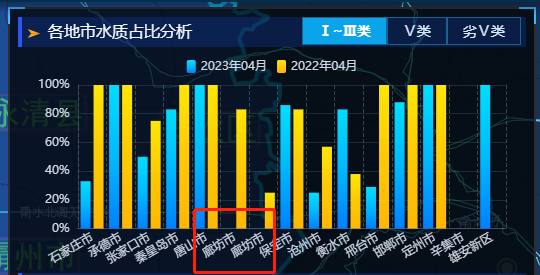 各地市水质占比分析
Ⅰ~Ⅲ类
Ⅴ类
劣Ⅴ类
2023年04月
2022年04月
100%
80%
60%
40%
20%
0%
石家庄市
承德市
张家口市
秦皇岛市
唐山市
廊坊市
廊坊市
保定市
沧州市
衡水市
邢台市
邯郸市
定州市
辛集市
雄安新区
永清县